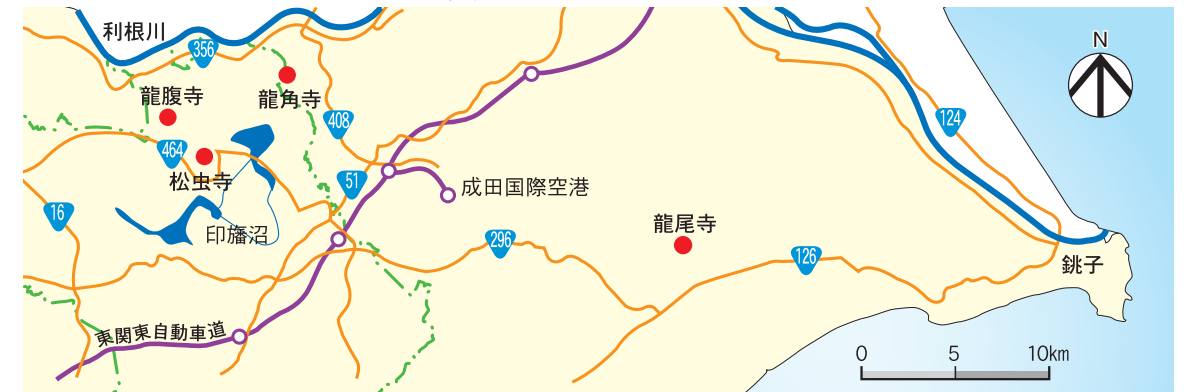 利根川
356
N
龍腹寺
龍角寺
408
124
464
松虫寺
51
成田国際空港
16
印旛沼
龍尾寺
296
126
銚子
東関東自動車道
0 5 10km